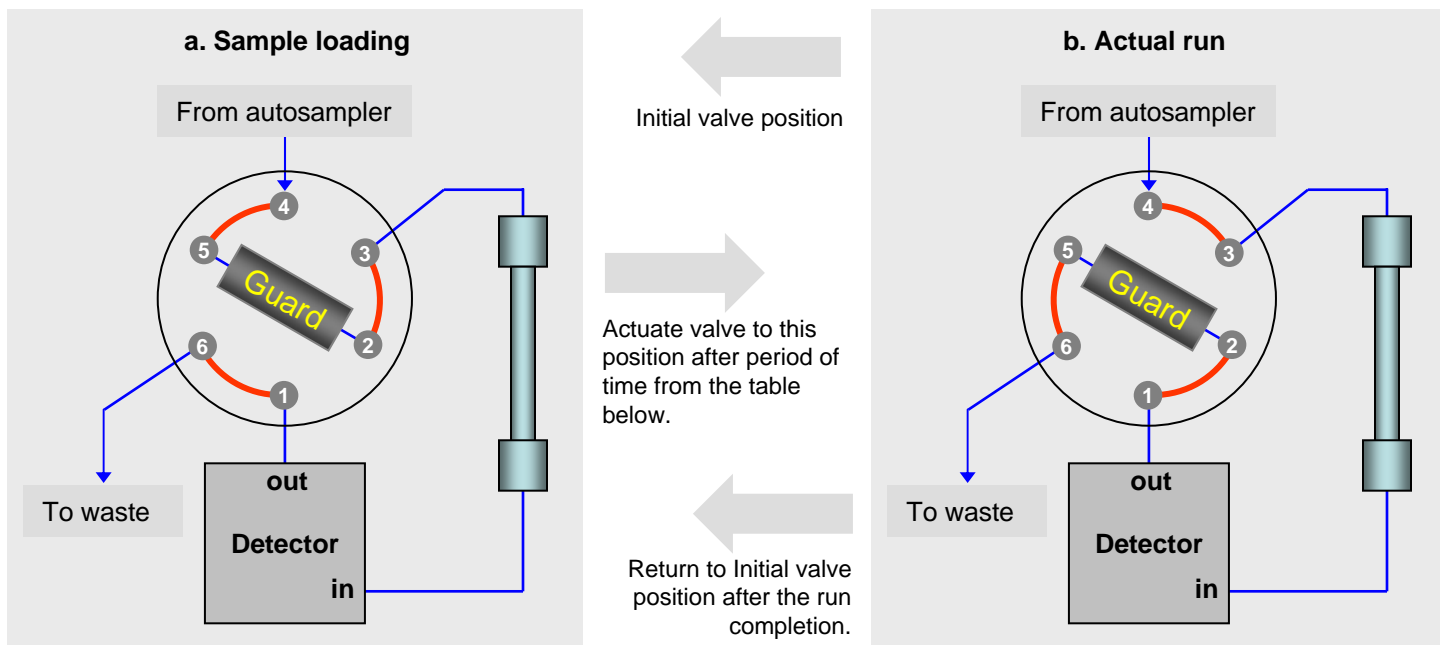 a. Sample loading
From autosampler
4
5
3
Guard
2
6
1
out
Detector
in
To waste
Initial valve position
Actuate valve to this
position after period of
time from the table
below.
Return to Initial valve
position after the run
completion.
b. Actual run
From autosampler
4
5
3
Guard
2
6
1
out
Detector
in
To waste